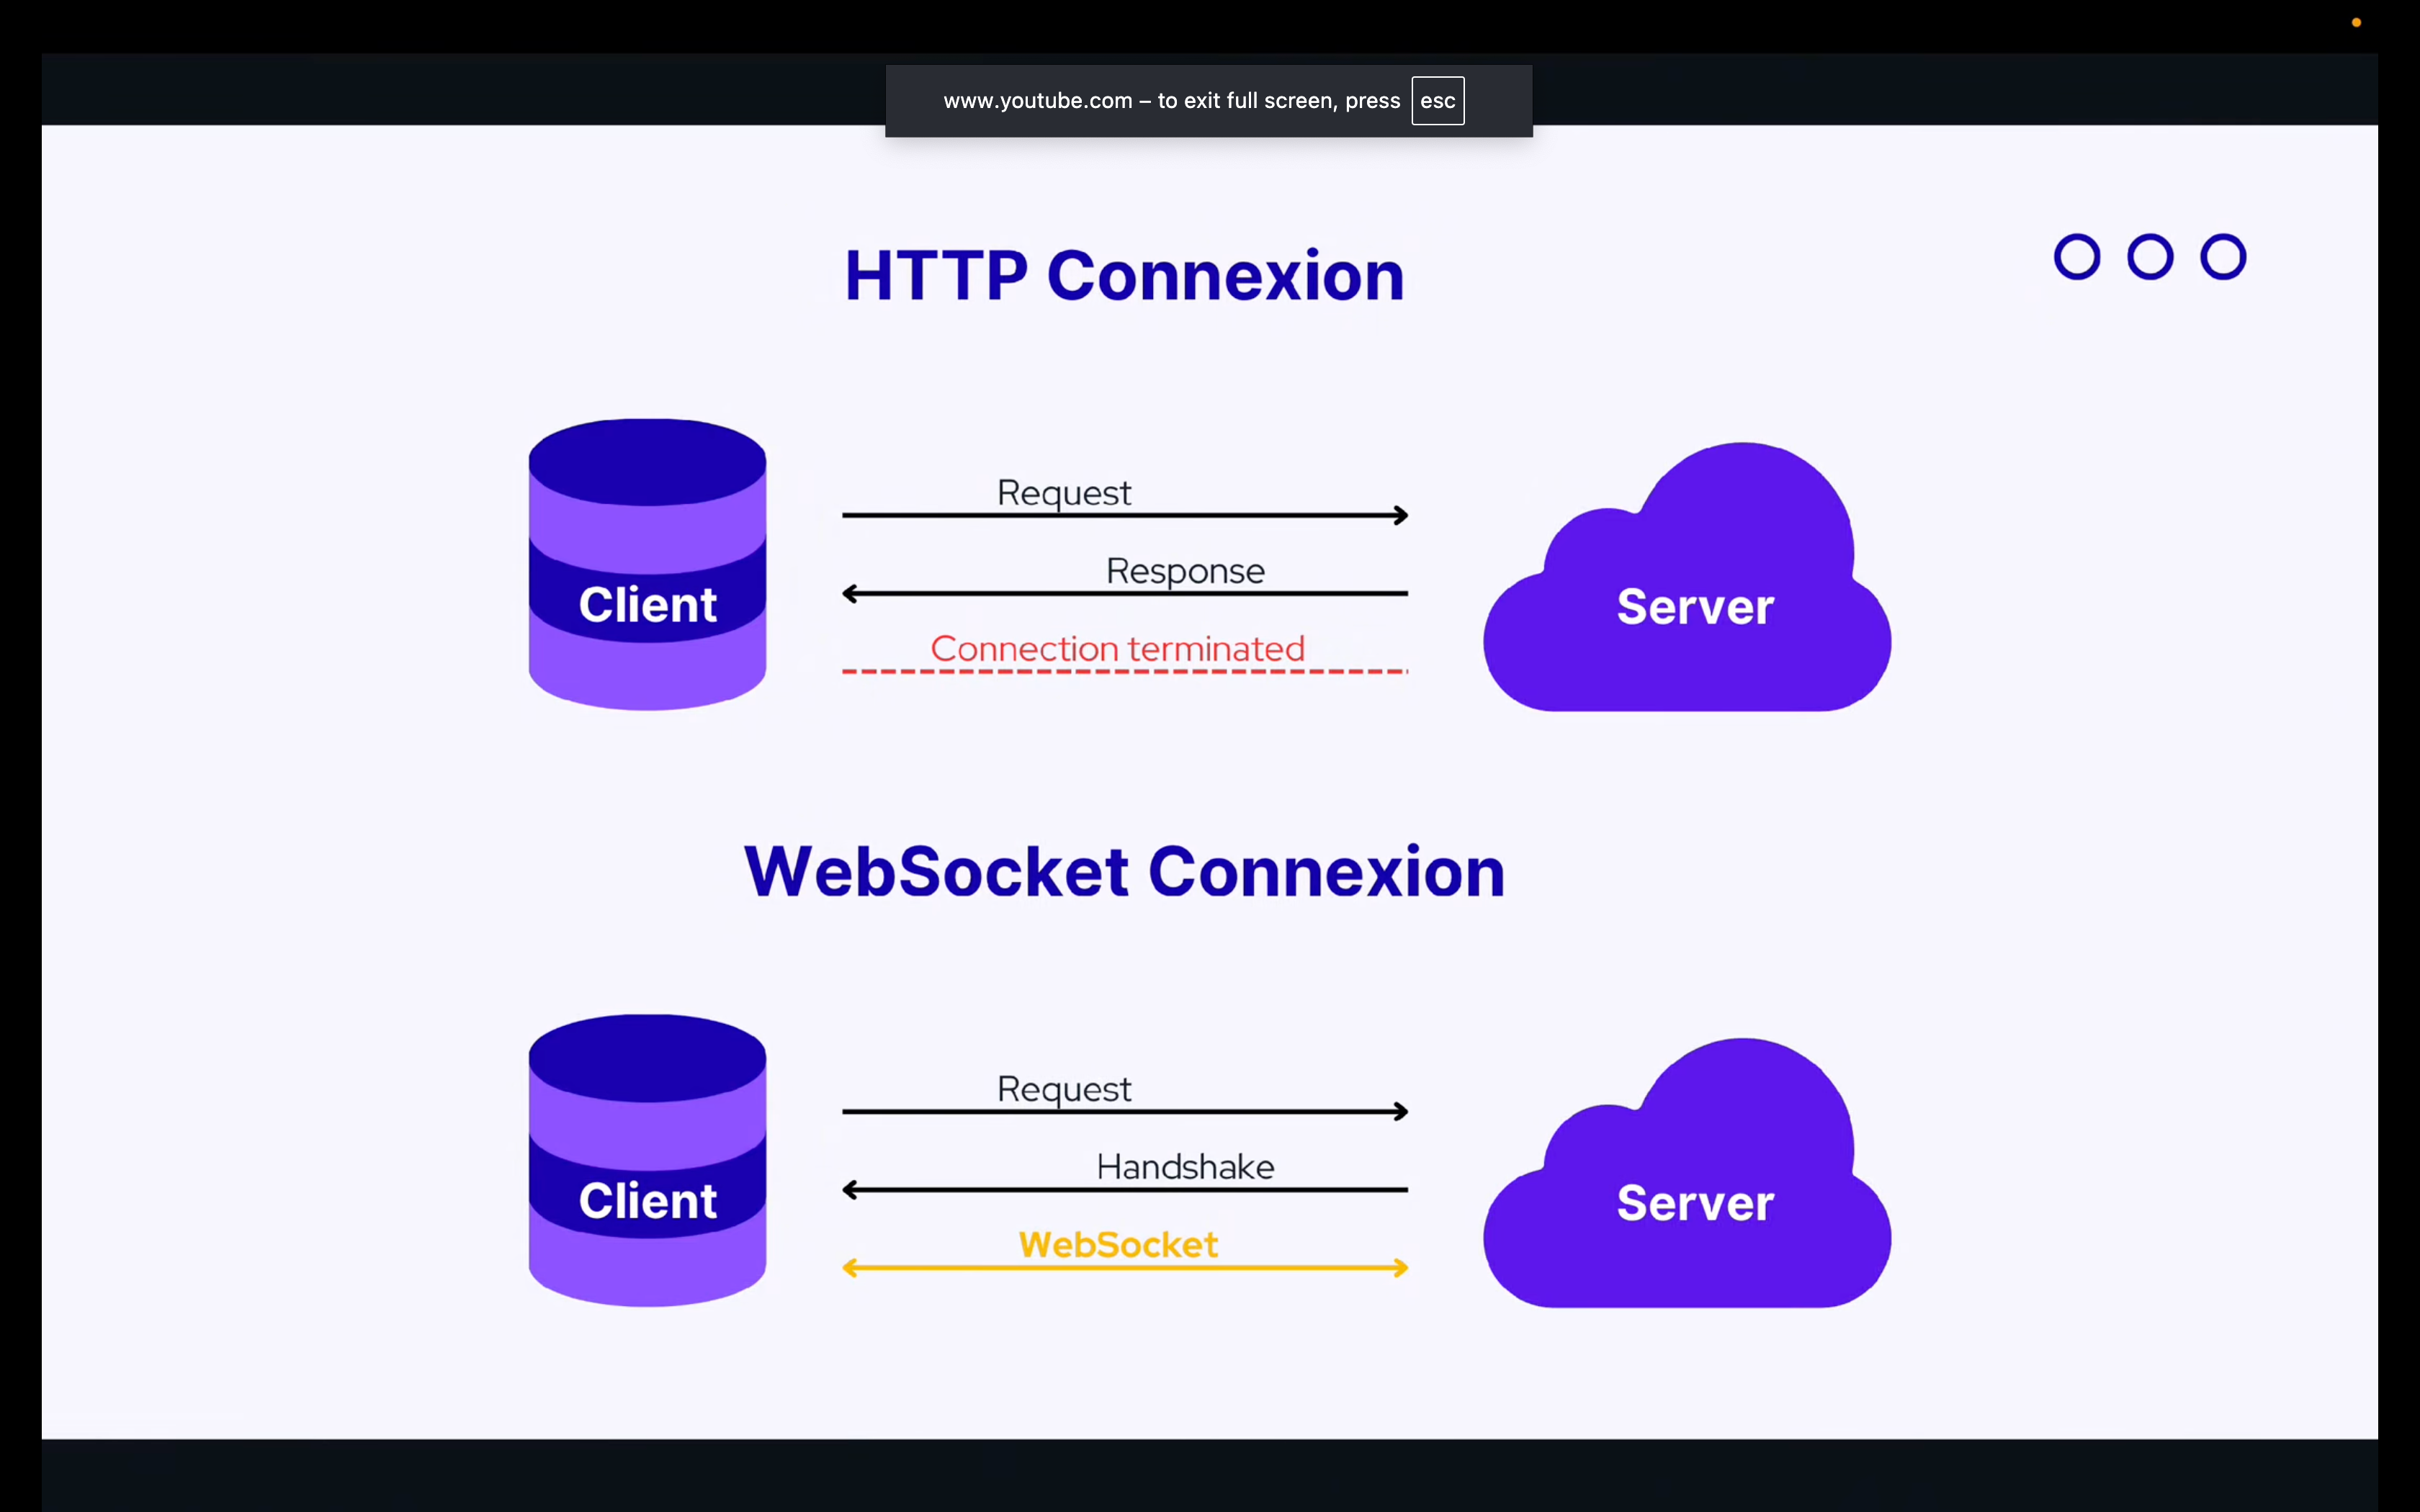 www.youtube.com – to exit full screen, press esc
HTTP Connexion
Request
Response
Client
Server
Connection terminated
WebSocket Connexion
Request
Handshake
Client
Server
WebSocket